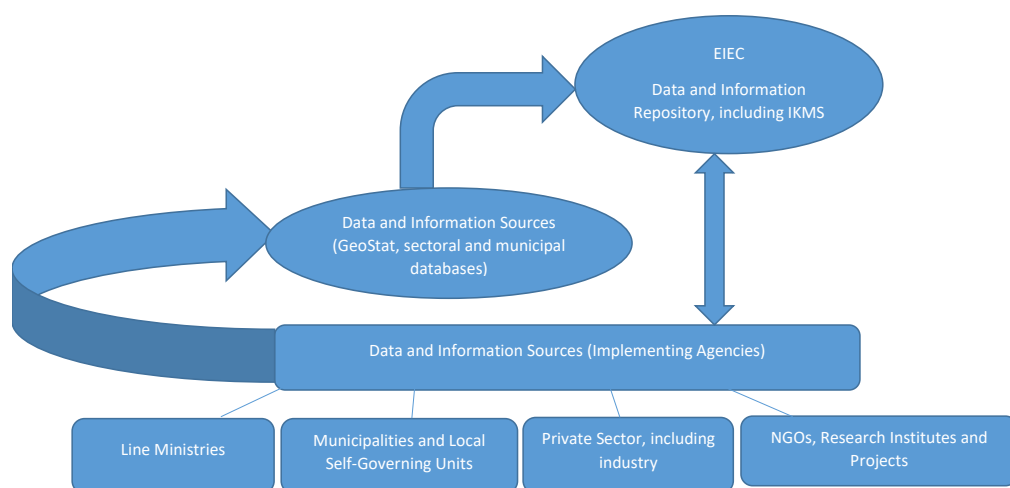 EIEC
Data and Information
Repository, including IKMS
Data and Information Sources
(GeoStat, sectoral and municipal
databases)
Data and Information Sources (Implementing Agencies)
Line Ministries
Municipalities and Local
Self-Governing Units
Private Sector, including
industry
NGOs, Research Institutes and
Projects